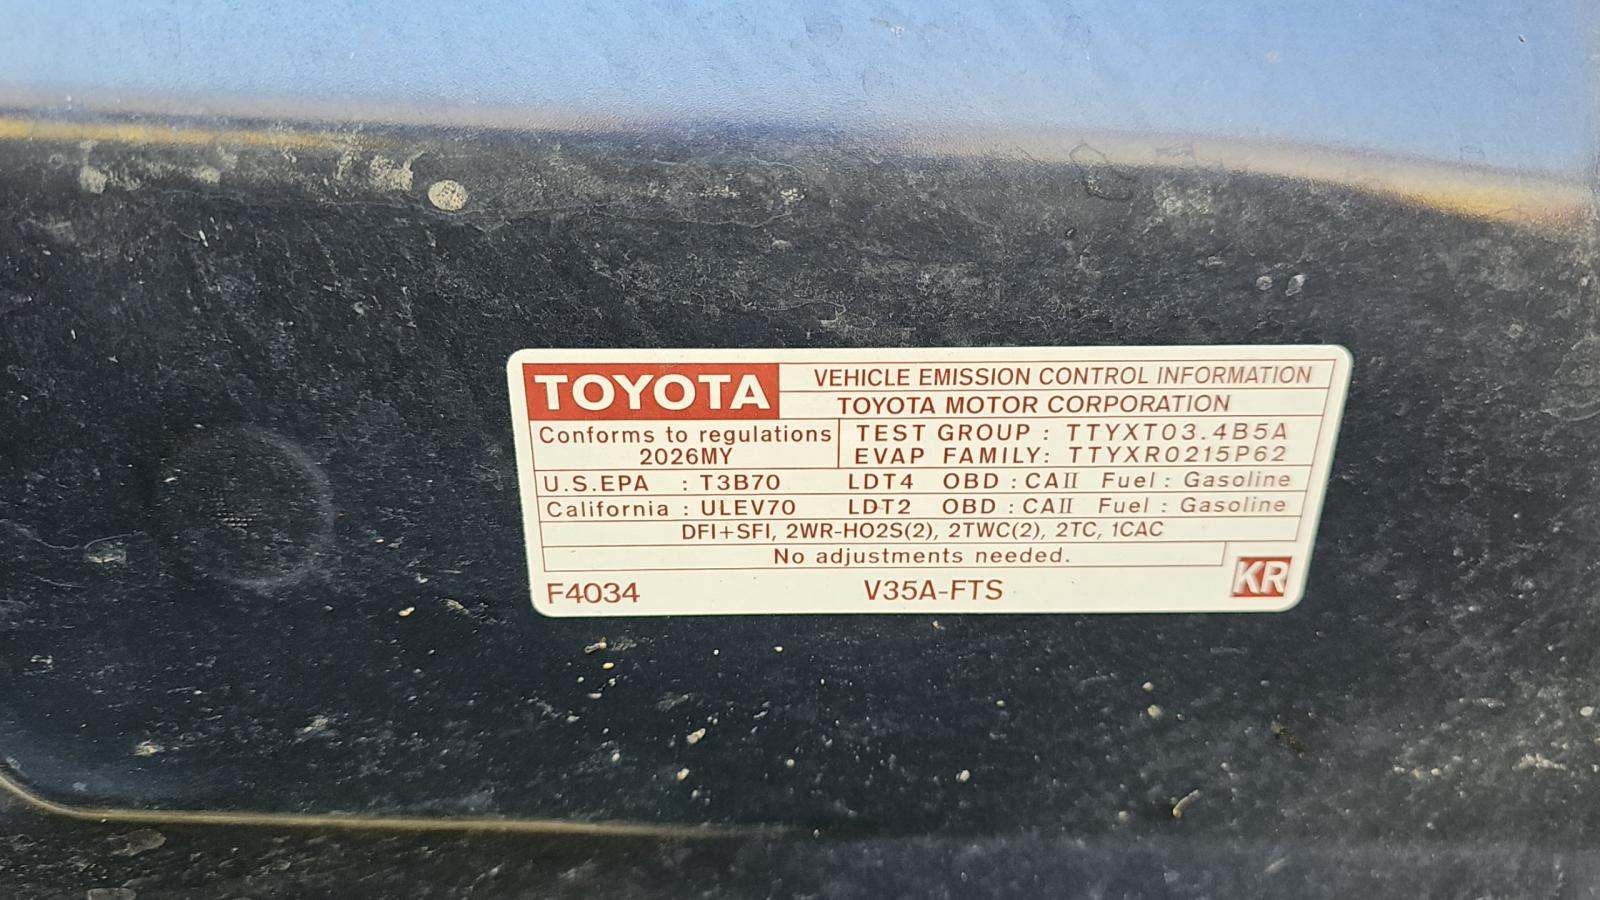 TOYOTA
VEHICLE EMISSION CONTROL INFORMATION
TOYOTA MOTOR CORPORATION
Conforms to regulations
2026MY
TEST GROUP : TTYXT03.4B5A
EVAP FAMILY: TTYXR0215P62
U.S.EPA : T3B70 LDT4 OBD : CAII Fuel : Gasoline
California : ULEV70 LDT2 OBD : CAII Fuel : Gasoline
DFI+SFI, 2WR-HO2S(2), 2TWC(2), 2TC, 1CAC
No adjustments needed.
F4034 V35A-FTS KR